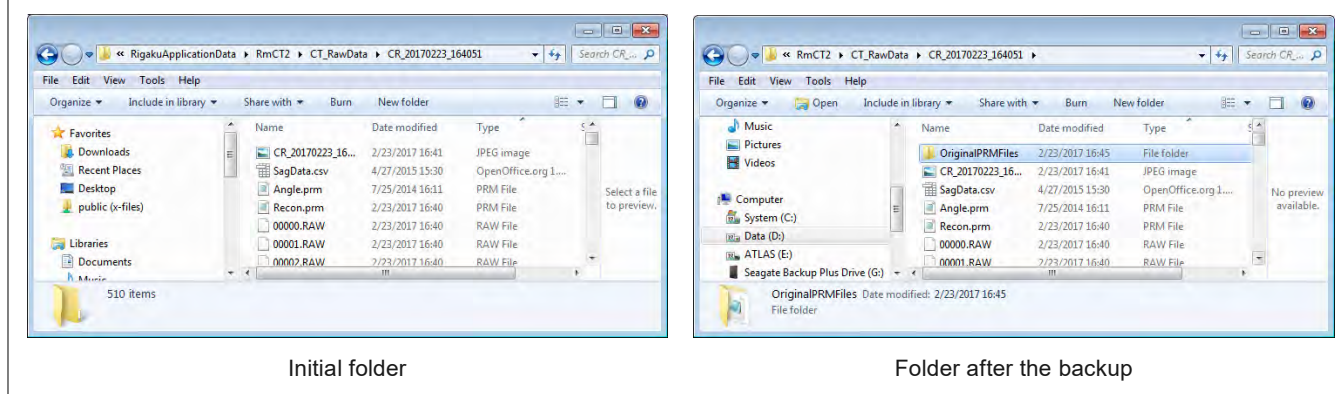 « RigakuApplicationData ▸ RmCT2 ▸ CT_RawData ▸ CR_20170223_164051
Search CR_...
File Edit View Tools Help
Organize Include in library Share with Burn New folder
Favorites
Downloads
Recent Places
Desktop
public (x-files)
Libraries
Documents
Music
Name Date modified Type S
CR_20170223_16... 2/23/2017 16:41 JPEG image
SagData.csv 4/27/2015 15:30 OpenOffice.org 1....
Angle.prm 7/25/2014 16:11 PRM File
Recon.prm 2/23/2017 16:40 PRM File
00000.RAW 2/23/2017 16:40 RAW File
00001.RAW 2/23/2017 16:40 RAW File
00002.RAW 2/23/2017 16:40 RAW File
Select a file
to preview.
510 items
Initial folder
« RmCT2 ▸ CT_RawData ▸ CR_20170223_164051 ▸
Search CR_...
File Edit View Tools Help
Organize Open Include in library Share with Burn New folder
Music
Pictures
Videos
Computer
System (C:)
Data (D:)
ATLAS (E:)
Seagate Backup Plus Drive (G:)
Name Date modified Type S
OriginalPRMFiles 2/23/2017 16:45 File folder
CR_20170223_16... 2/23/2017 16:41 JPEG image
SagData.csv 4/27/2015 15:30 OpenOffice.org 1....
Angle.prm 7/25/2014 16:11 PRM File
Recon.prm 2/23/2017 16:40 PRM File
00000.RAW 2/23/2017 16:40 RAW File
00001.RAW 2/23/2017 16:40 RAW File
No preview
available.
OriginalPRMFiles Date modified: 2/23/2017 16:45
File folder
Folder after the backup